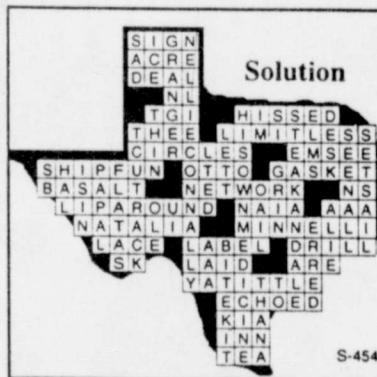 SIGN
ACRE
DEAL
Solution
NL
TGI HISSED
THEE LIMITLESS
CIRCLES EMSEE
SHIPFUN OTTO GASKET
BASALT NETWORK NS
LIPAROUND NAIA AAA
NATALIA MINNELLI
LACE LABEL DRILL
SK LAID ARE
YATITTLE
ECHOED
KIA
INN
TEA
S-454